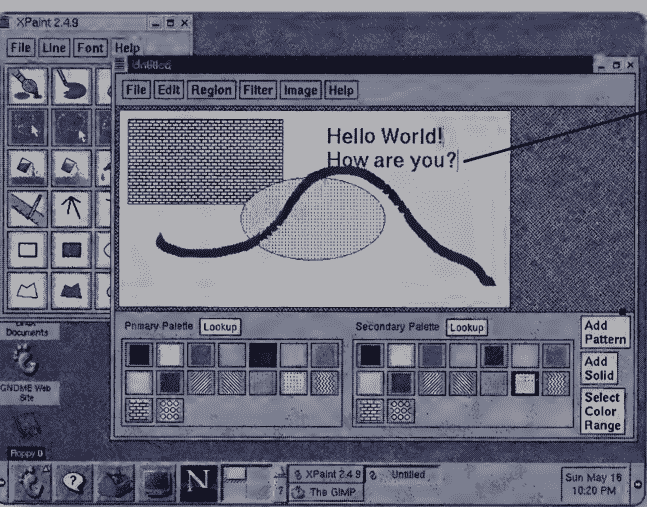 XPaint 2.4.9
File Line Font Help
Untitled
File Edit Region Filter Image Help
Hello World!
How are you?
Primary Palette Lookup
Secondary Palette Lookup
Add
Pattern
Add
Solid
Select
Color
Range
Documents
GNOME Web
Site
Floppy 0
N
?
XPaint 2.4.9
Untitled
?
The GIMP
Sun May 16
10:20 PM